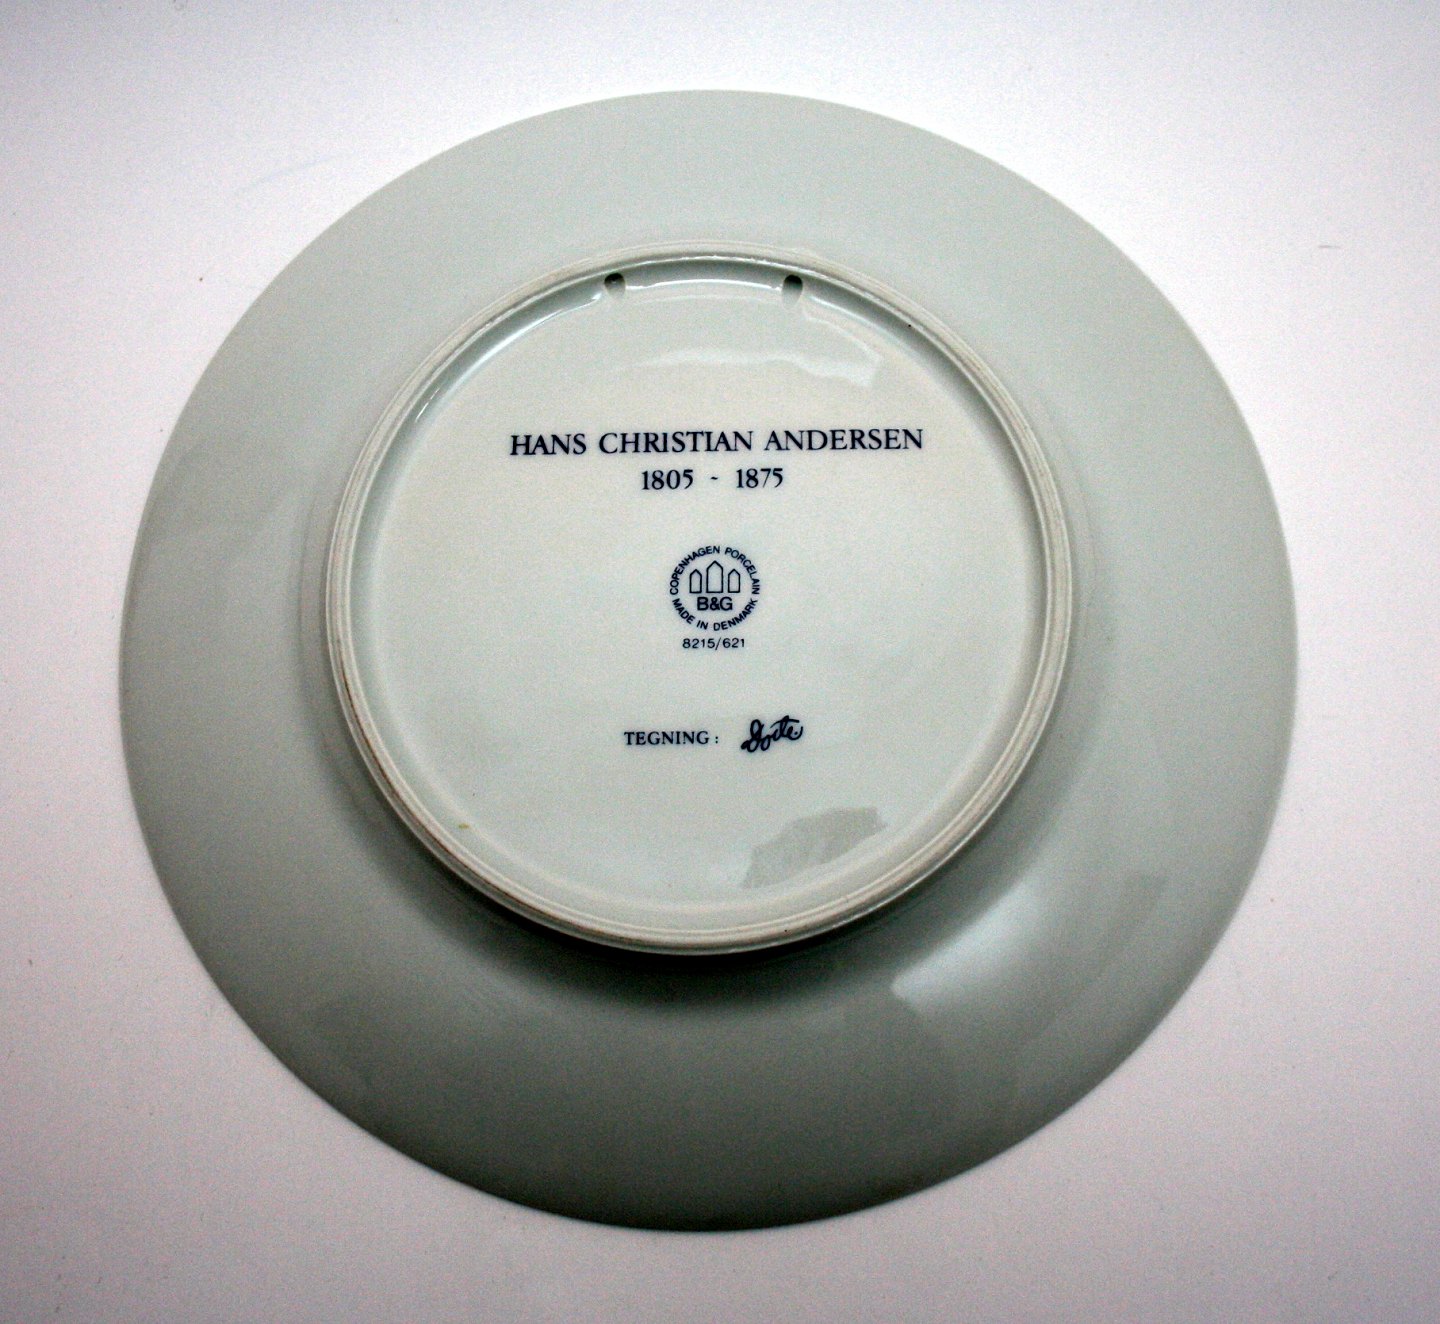 HANS CHRISTIAN ANDERSEN
1805 - 1875
COPENHAGEN PORCELAIN
B&G
MADE IN DENMARK
8215/621
TEGNING: